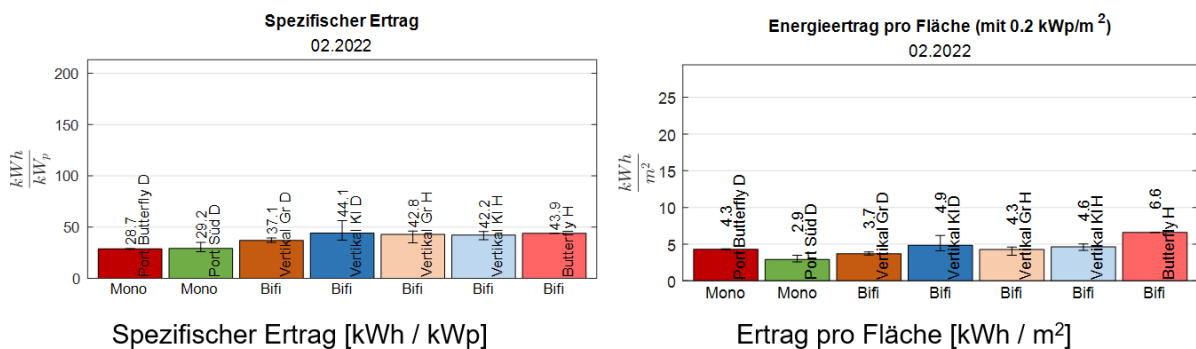 Spezifischer Ertrag
02.2022
200
150
100
50
0
kWh
kW_p
28.7 Port Butterfly D
29.2 Port Süd D
37.1 Vertikal Gr D
44.1 Vertikal Kl D
42.8 Vertikal Gr H
42.2 Vertikal Kl H
43.9 Butterfly H
Mono Mono Bifi Bifi Bifi Bifi Bifi
Spezifischer Ertrag [kWh / kWp]
Energieertrag pro Fläche (mit 0.2 kWp/m ²)
02.2022
25
20
15
10
5
0
kWh
m²
4.3 Port Butterfly D
2.9 Port Süd D
3.7 Vertikal Gr D
4.9 Vertikal Kl D
4.3 Vertikal Gr H
4.6 Vertikal Kl H
6.6 Butterfly H
Mono Mono Bifi Bifi Bifi Bifi Bifi
Ertrag pro Fläche [kWh / m²]